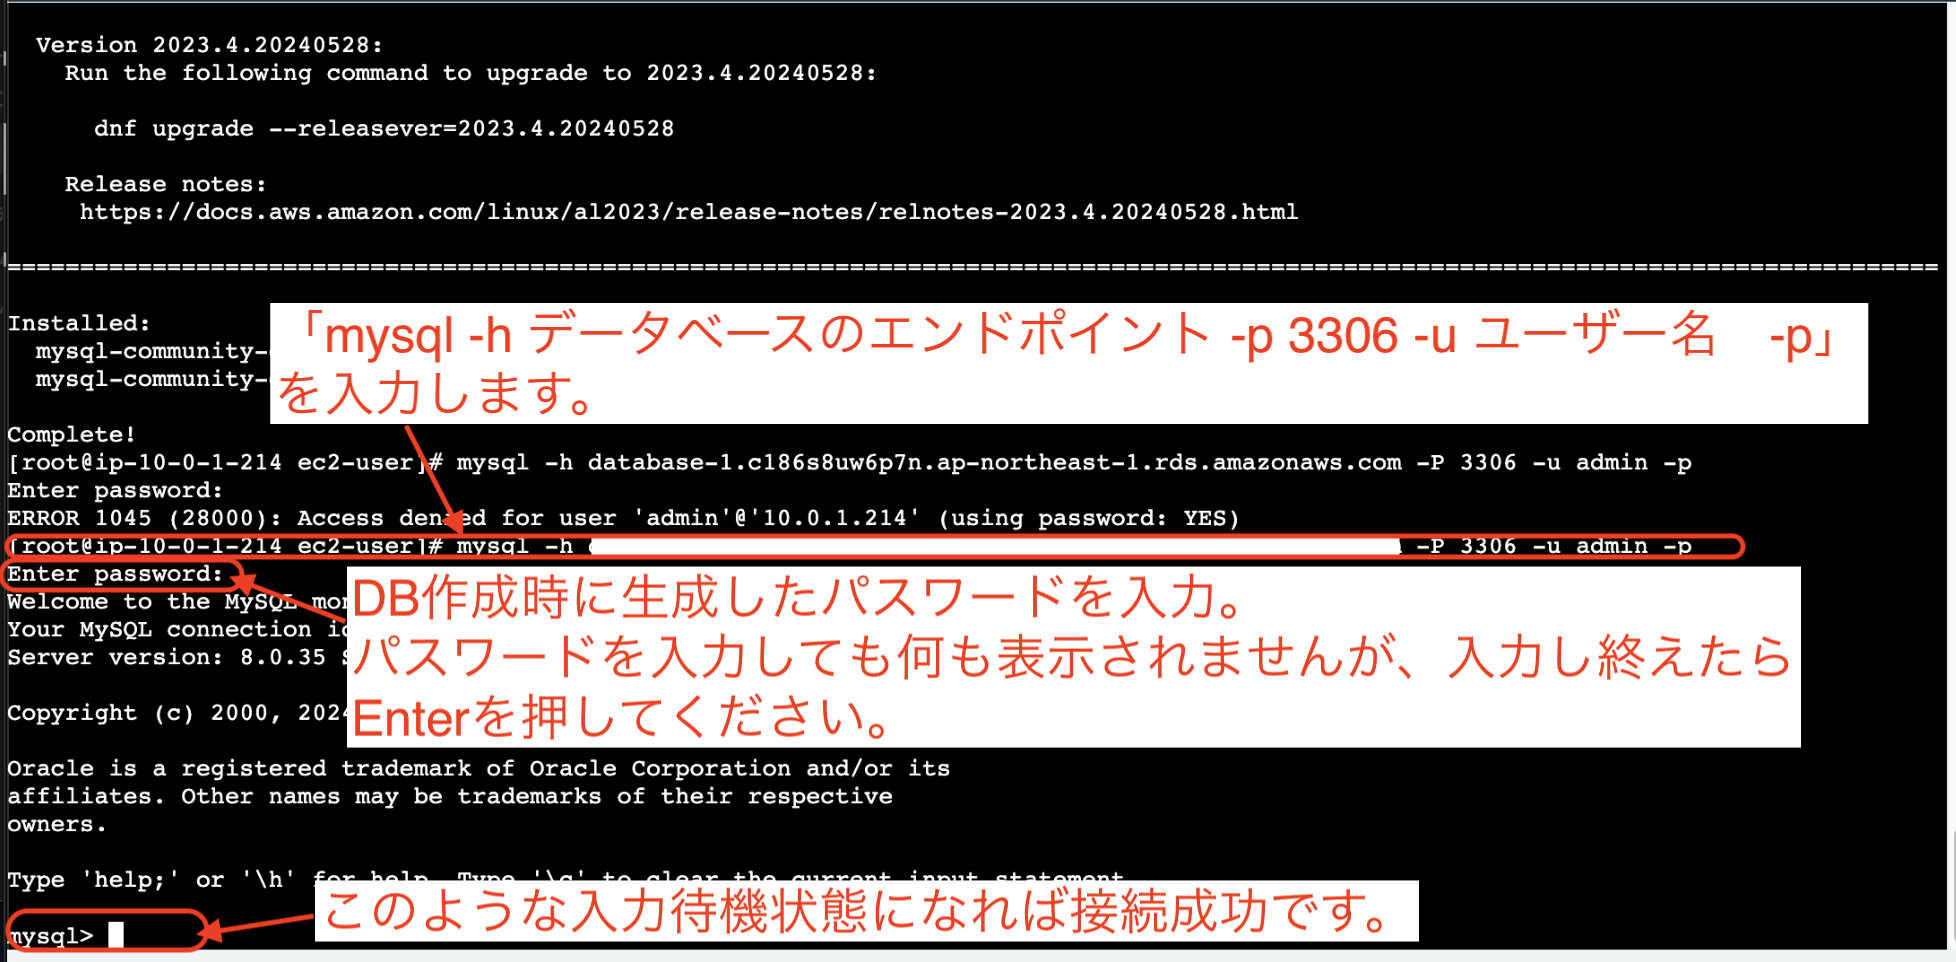 Version 2023.4.20240528:
Run the following command to upgrade to 2023.4.20240528:
dnf upgrade --releasever=2023.4.20240528
Release notes:
https://docs.aws.amazon.com/linux/al2023/release-notes/relnotes-2023.4.20240528.html
================================================================================
Installed:
mysql-community-
mysql-community-
「mysql -h データベースのエンドポイント -p 3306 -u ユーザー名　-p」
を入力します。
Complete!
[root@ip-10-0-1-214 ec2-user]# mysql -h database-1.c186s8uw6p7n.ap-northeast-1.rds.amazonaws.com -P 3306 -u admin -p
Enter password:
ERROR 1045 (28000): Access denied for user 'admin'@'10.0.1.214' (using password: YES)
[root@ip-10-0-1-214 ec2-user]# mysql -h -P 3306 -u admin -p
Enter password:
Welcome to the MySQL mon
Your MySQL connection id
Server version: 8.0.35
DB作成時に生成したパスワードを入力。
パスワードを入力しても何も表示されませんが、入力し終えたら
Enterを押してください。
Copyright (c) 2000, 2024
Oracle is a registered trademark of Oracle Corporation and/or its
affiliates. Other names may be trademarks of their respective
owners.
Type 'help;' or '\h' for help. Type '\c' to clear the current input statement
このような入力待機状態になれば接続成功です。
mysql>